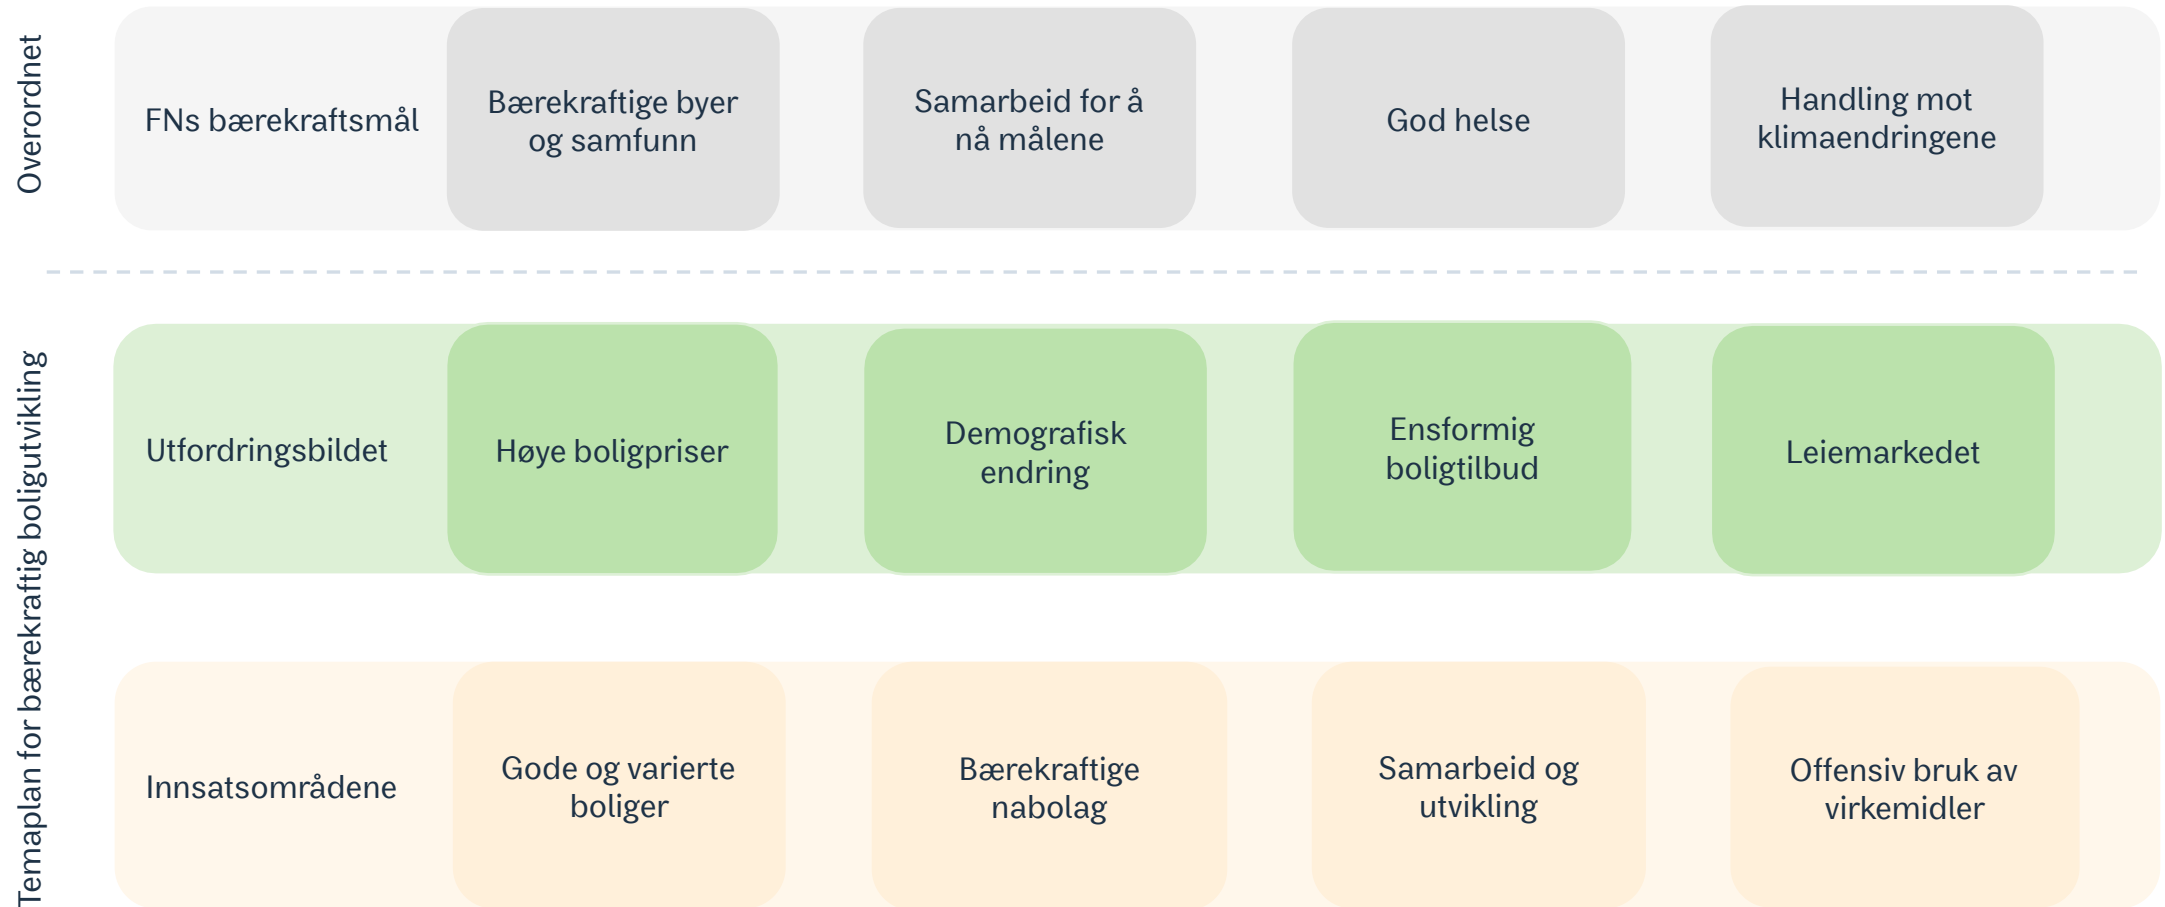 Overordnet
FNs bærekraftsmål
Bærekraftige byer
og samfunn
Samarbeid for å
nå målene
God helse
Handling mot
klimaendringene
Temaplan for bærekraftig boligutvikling
Utfordringsbildet
Høye boligpriser
Demografisk
endring
Ensformig
boligtilbud
Leiemarkedet
Innsatsområdene
Gode og varierte
boliger
Bærekraftige
nabolag
Samarbeid og
utvikling
Offensiv bruk av
virkemidler